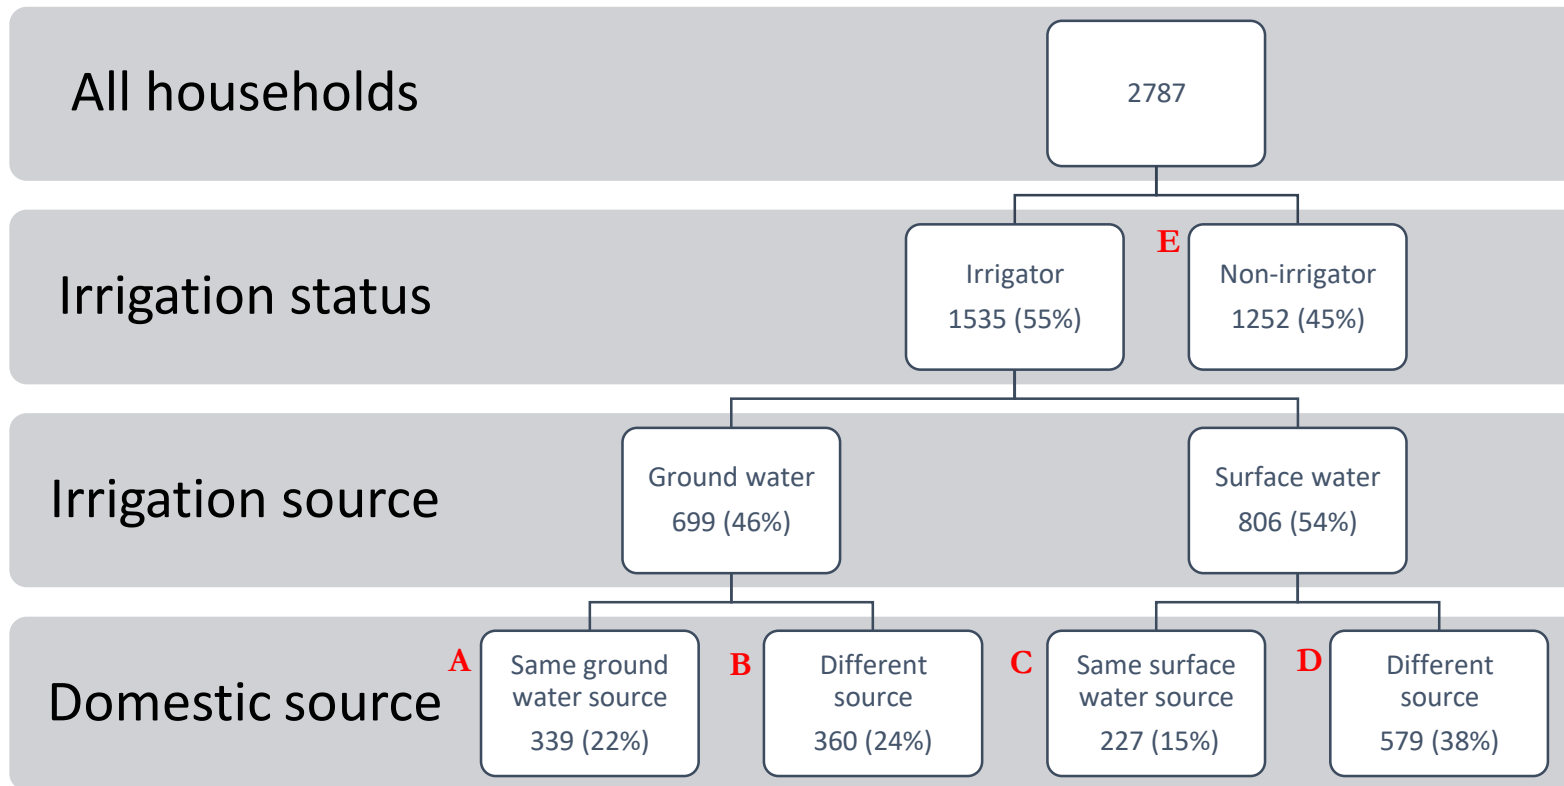 All households
2787
Irrigation status
Irrigator
1535 (55%)
E
Non-irrigator
1252 (45%)
Irrigation source
Ground water
699 (46%)
Surface water
806 (54%)
Domestic source
A
Same ground
water source
339 (22%)
B
Different
source
360 (24%)
C
Same surface
water source
227 (15%)
D
Different
source
579 (38%)